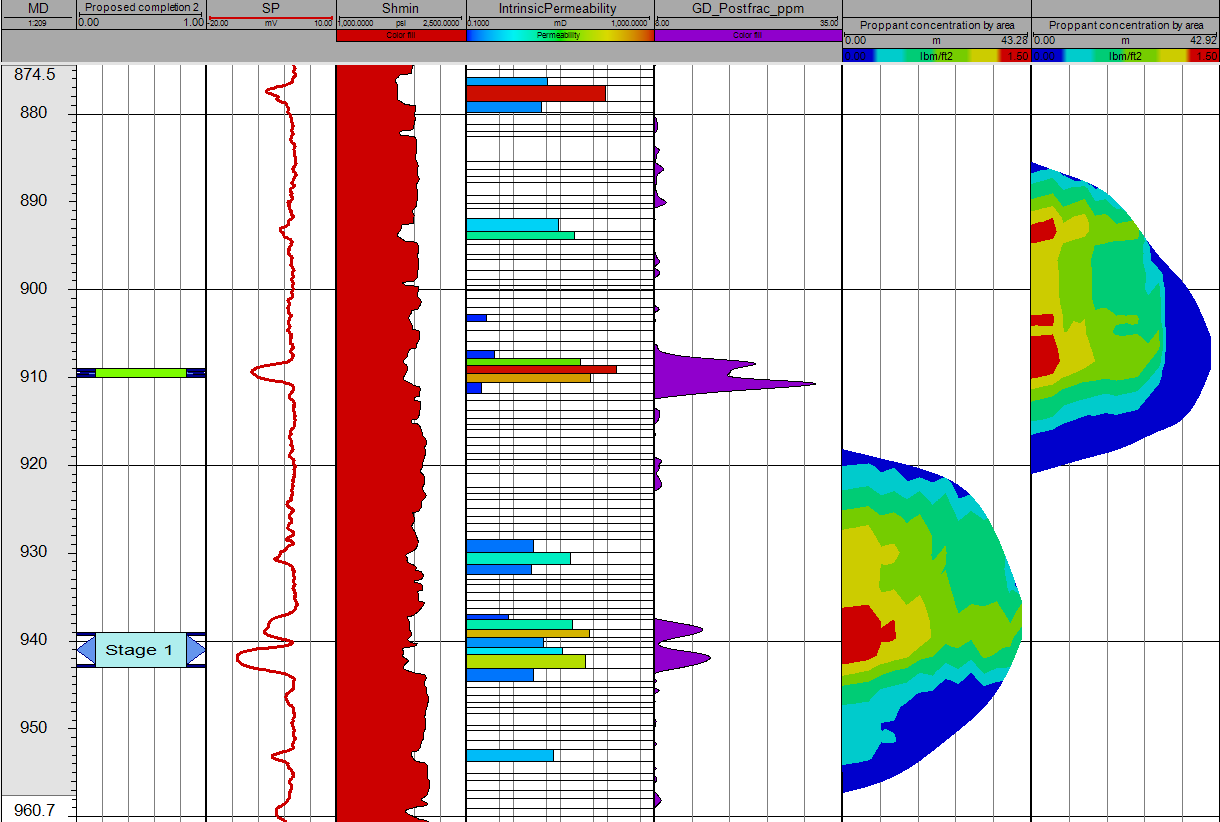 MD
1:209
Proposed completion 2
0.00 1.00
SP
-20.00 mV 10.00
Shmin
1,000.0000 psi 2,500.0000
Color fill
IntrinsicPermeability
0.1000 mD 1,000.0000
Permeability
GD_Postfrac_ppm
8.00 35.00
Color fill
Proppant concentration by area
0.00 m 43.28
0.00 lbm/ft2 1.50
Proppant concentration by area
0.00 m 42.92
0.00 lbm/ft2 1.50
874.5
880
890
900
910
920
930
940
950
960.7
Stage 1